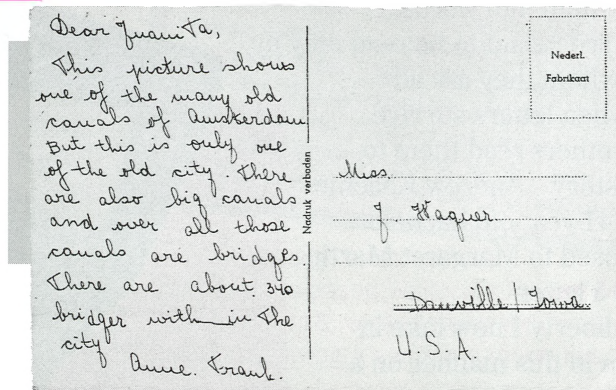 Dear Juanita,
This picture shows
one of the many old
canals of Amsterdam
But this is only one
of the old city. There
are also big canals
and over all those
canals are bridges.
There are about 340
bridges with in the
city
Anne. Frank.
Nadruk verboden
Nederl.
Fabrikaat
Miss.
J. Wagner.
Danville / Iowa
U.S.A.